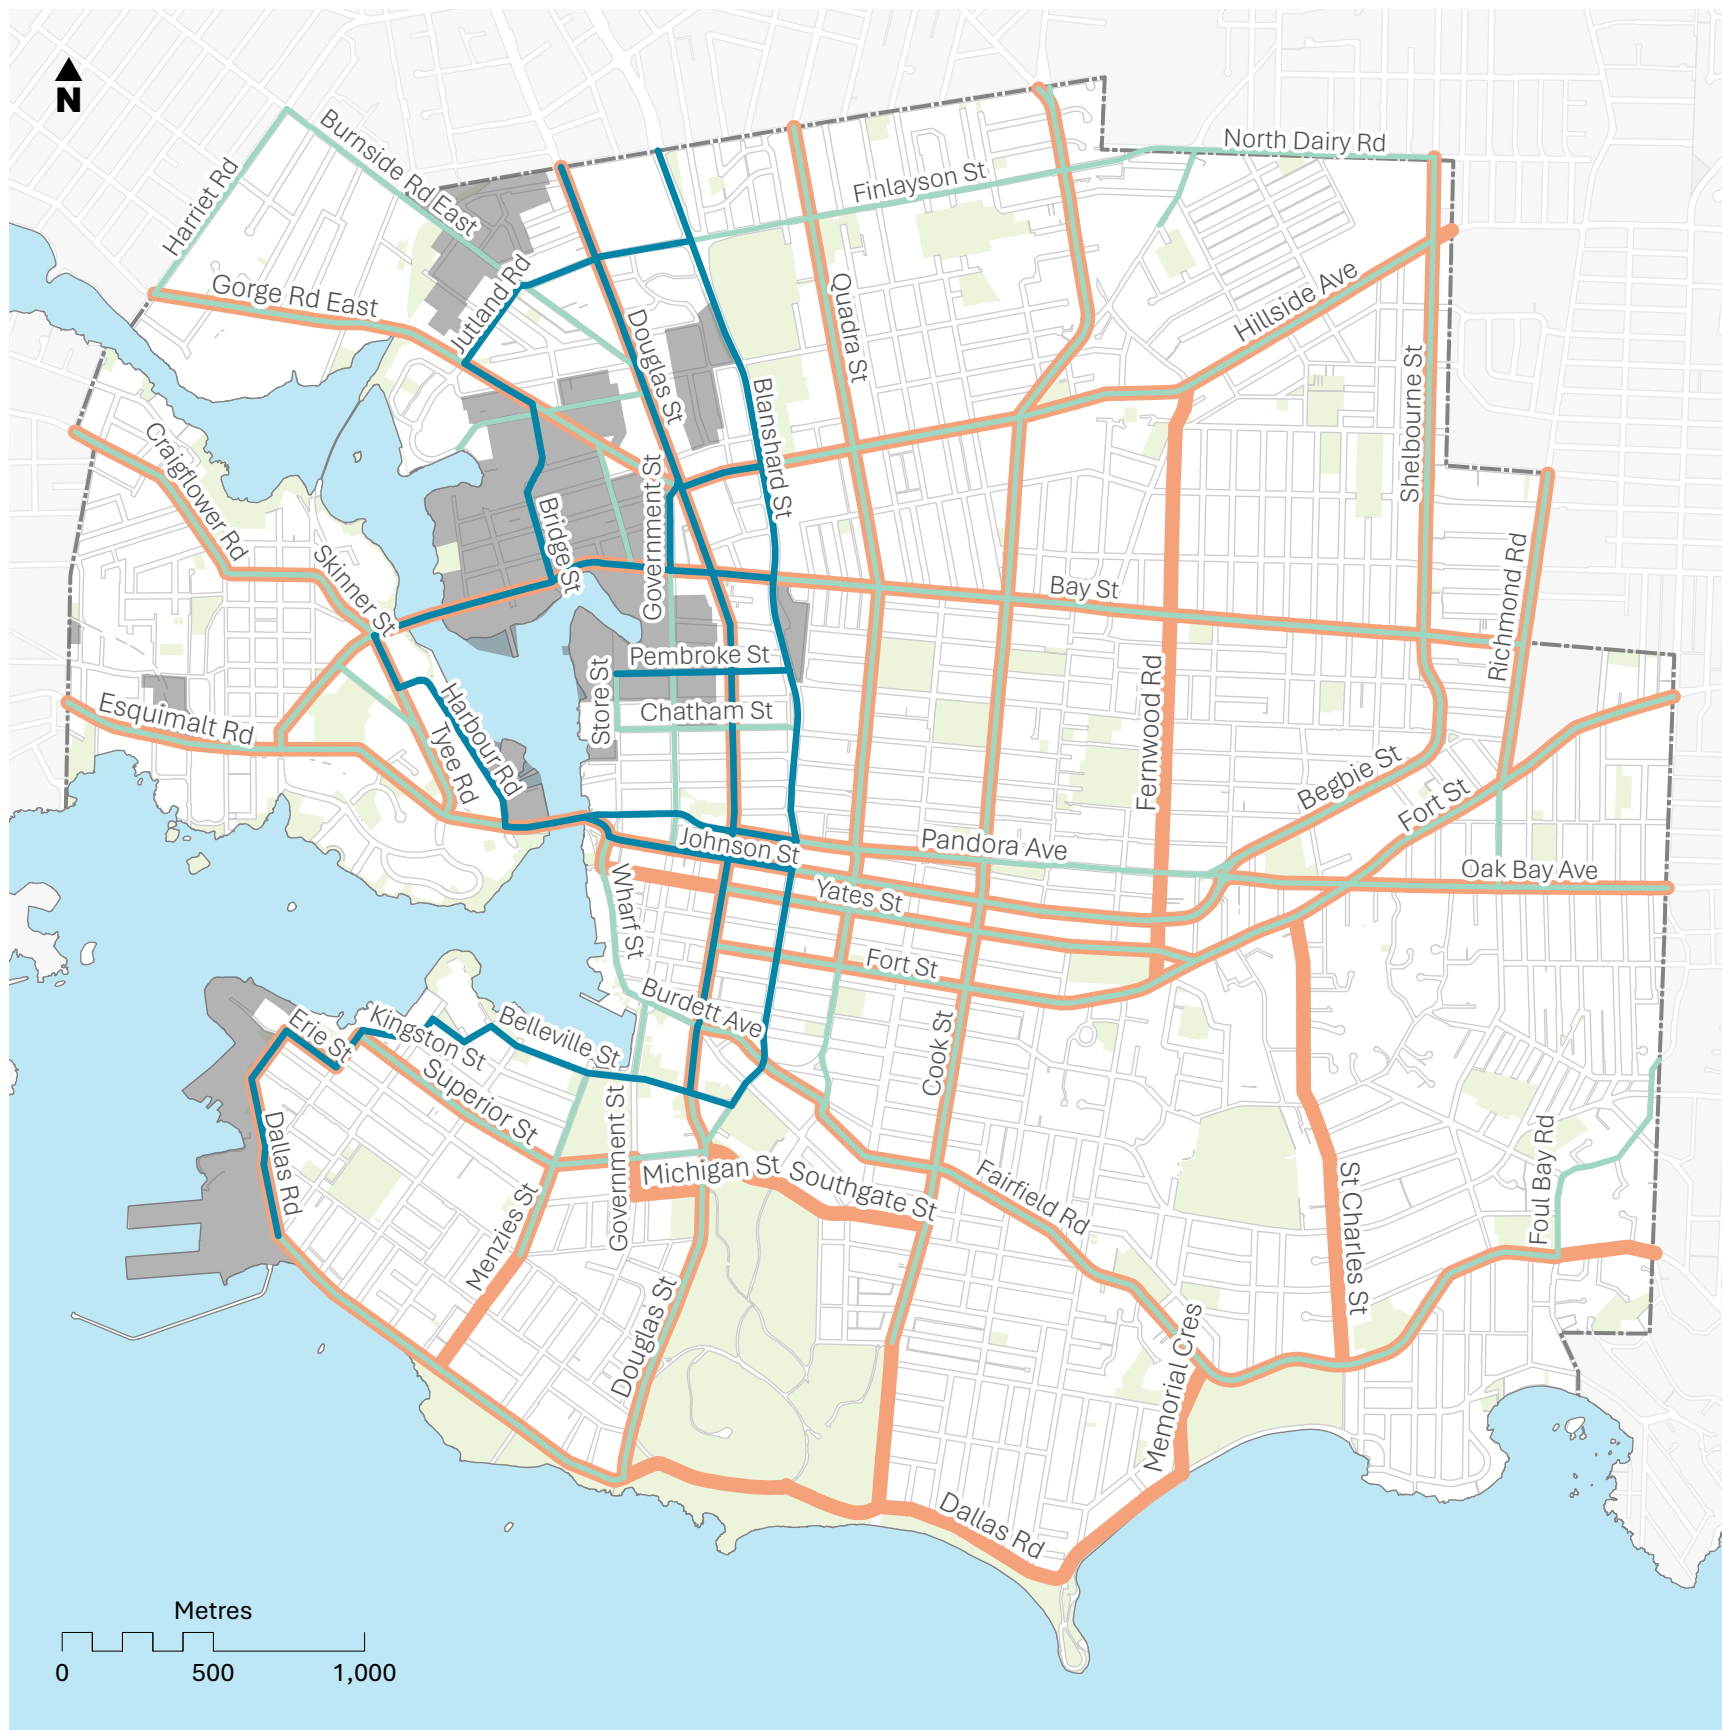 N
North Dairy Rd
Burnside Rd East
Finlayson St
Harriet Rd
Jutland Rd
Gorge Rd East
Hillside Ave
Quadra St
Douglas St
Shelbourne St
Blanshard St
Craigflower Rd
Government St
Bridge St
Skinner St
Richmond Rd
Bay St
Pembroke St
Store St
Fernwood Rd
Chatham St
Harbour Rd
Esquimalt Rd
Tyee Rd
Begbie St
Fort St
Johnson St
Pandora Ave
Oak Bay Ave
Wharf St
Yates St
Fort St
Burdett Ave
Erie St
Kingston St
Belleville St
Cook St
Superior St
Dallas Rd
Government St
Foul Bay Rd
Michigan St
Southgate St
Fairfield Rd
St Charles St
Menzies St
Douglas St
Memorial Cres
Dallas Rd
Metres
0 500 1,000